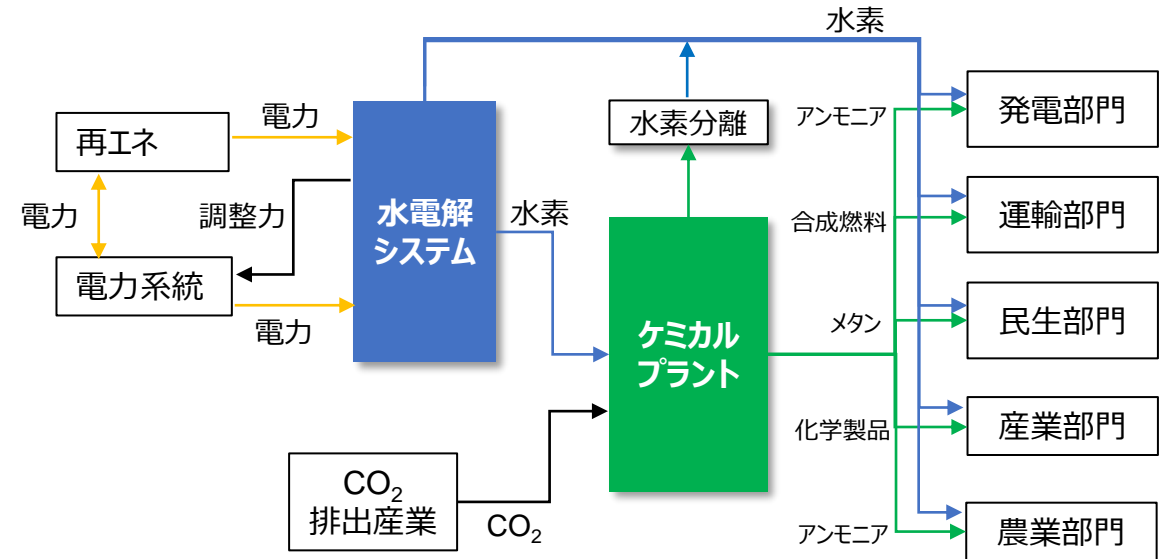 水素
電力
再エネ
電力
調整力
電力系統
電力
水電解
システム
水素
水素分離
ケミカル
プラント
CO2
排出産業
CO2
アンモニア
発電部門
合成燃料
運輸部門
メタン
民生部門
化学製品
産業部門
アンモニア
農業部門